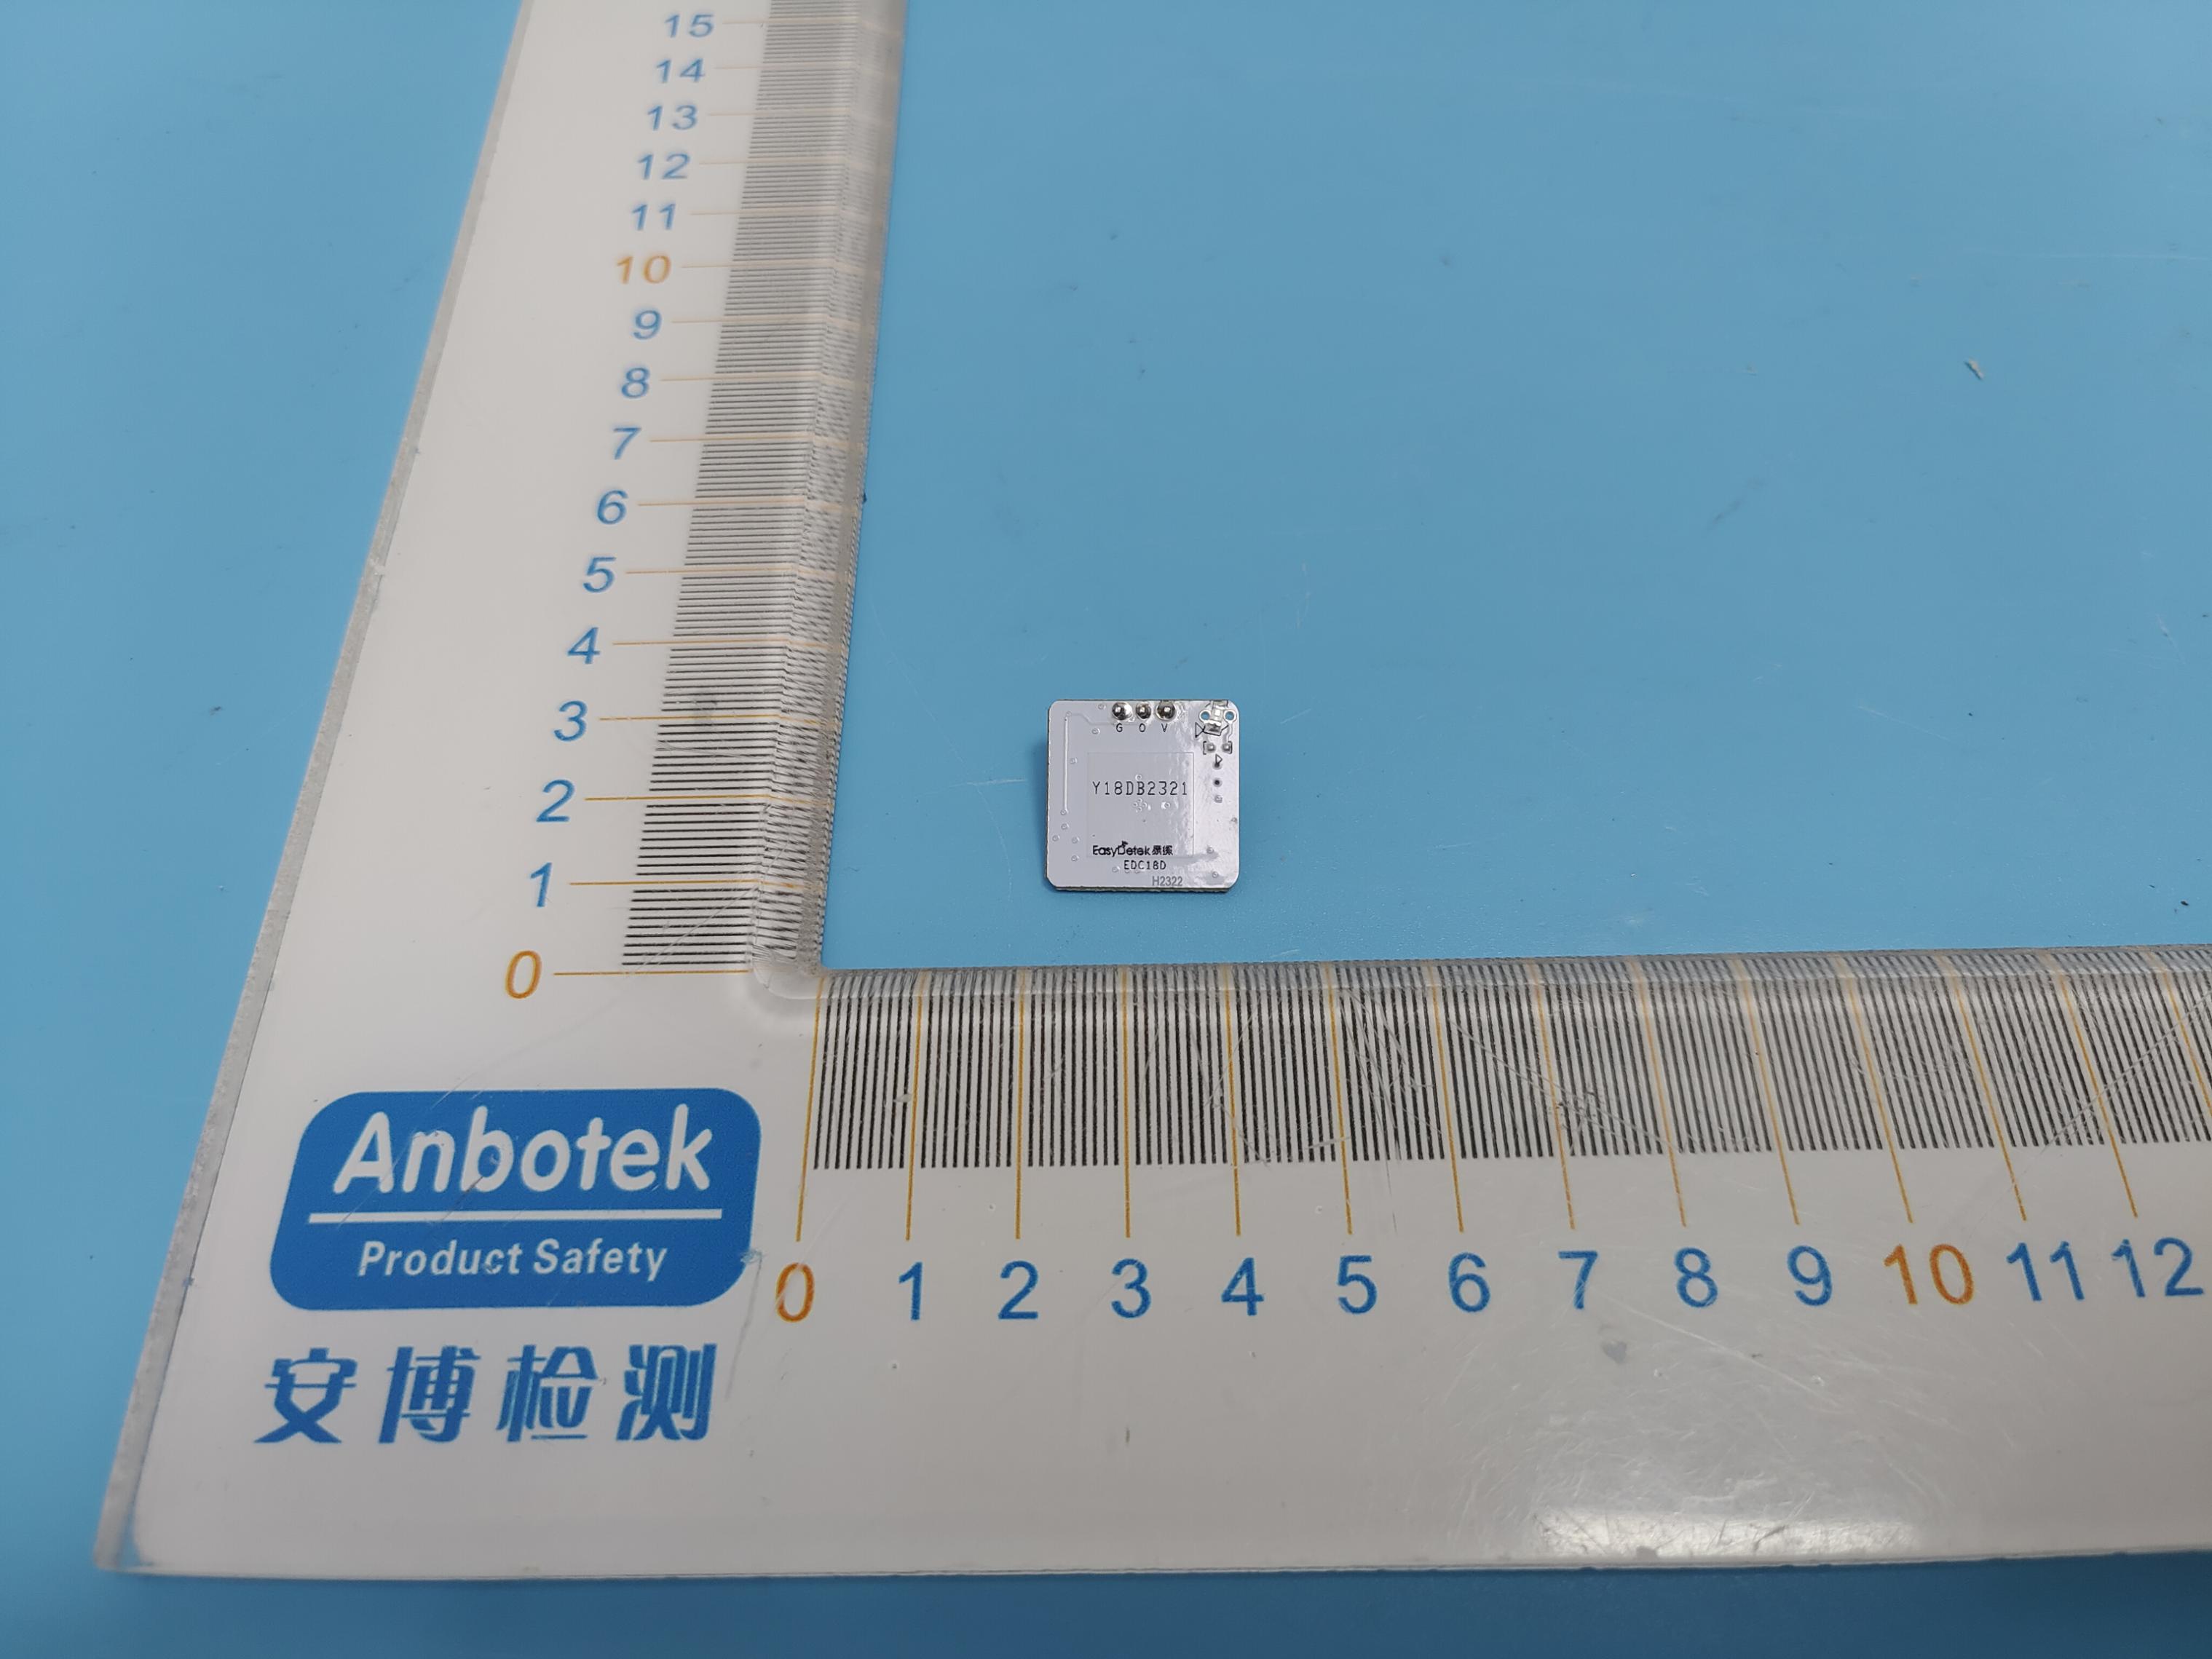 15
14
13
12
11
10
9
8
7
6
5
4
3
2
1
0
G O V
Y18DB2321
EasyDetek 易探
EDC18D
H2322
Anbotek
Product Safety
安博检测
0 1 2 3 4 5 6 7 8 9 10 11 12